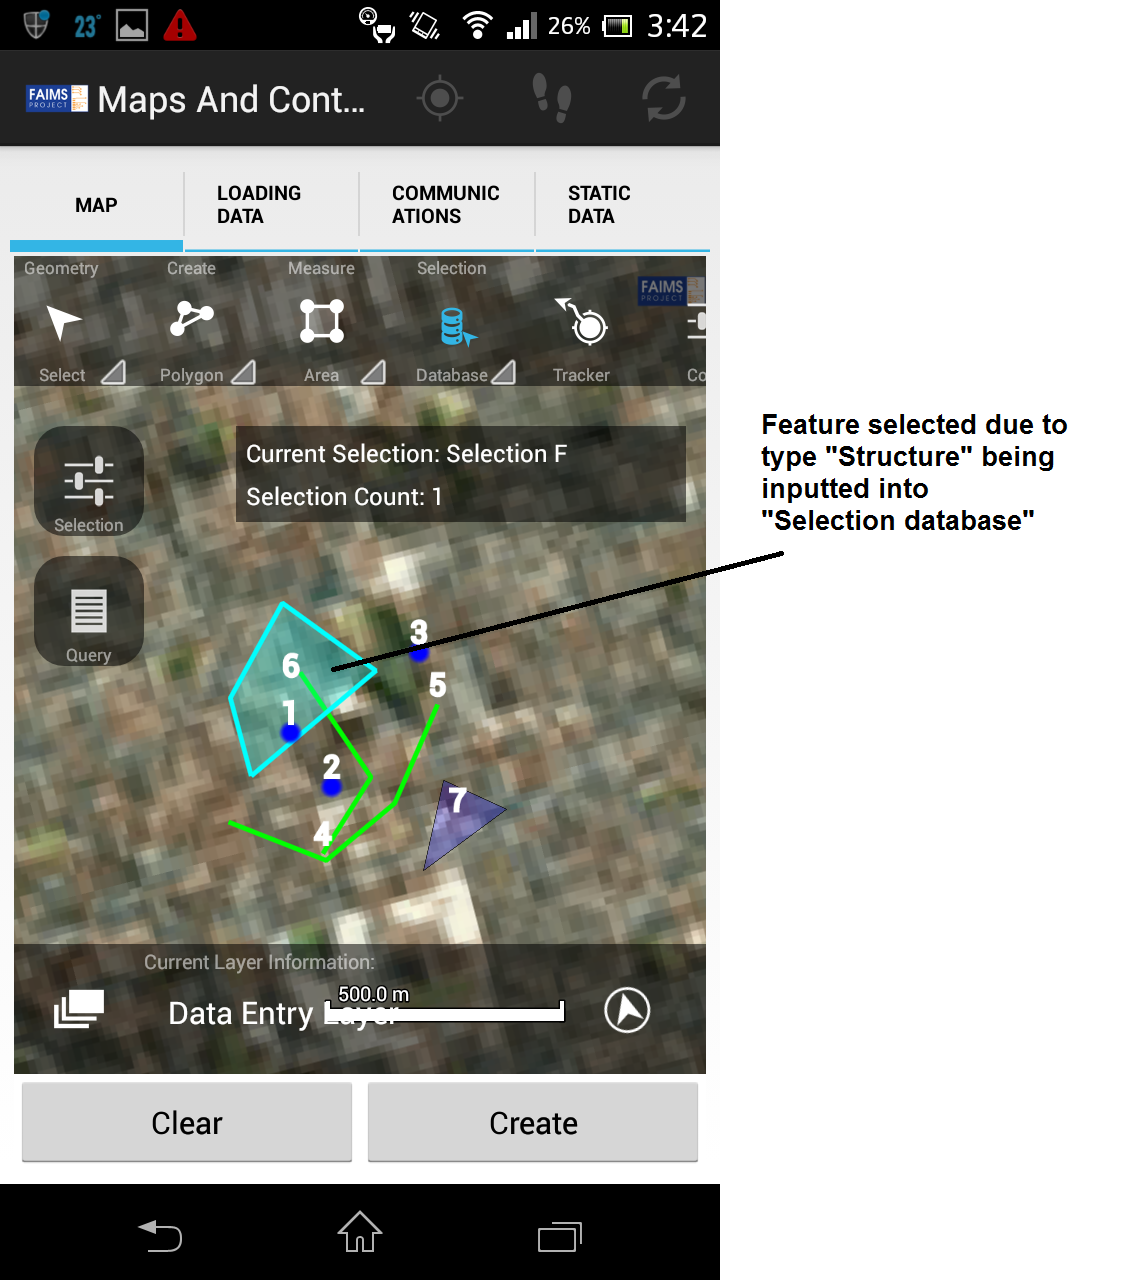 23°
26%
3:42
FAIMS
PROJECT
Maps And Cont...
MAP
LOADING
DATA
COMMUNIC
ATIONS
STATIC
DATA
Geometry
Create
Measure
Selection
FAIMS
PROJECT
Select
Polygon
Area
Database
Tracker
Co
Current Selection: Selection F
Selection Count: 1
Selection
Query
Feature selected due to
type "Structure" being
inputted into
"Selection database"
3
6
5
1
2
7
4
Current Layer Information:
500.0 m
Data Entry Layer
Clear
Create